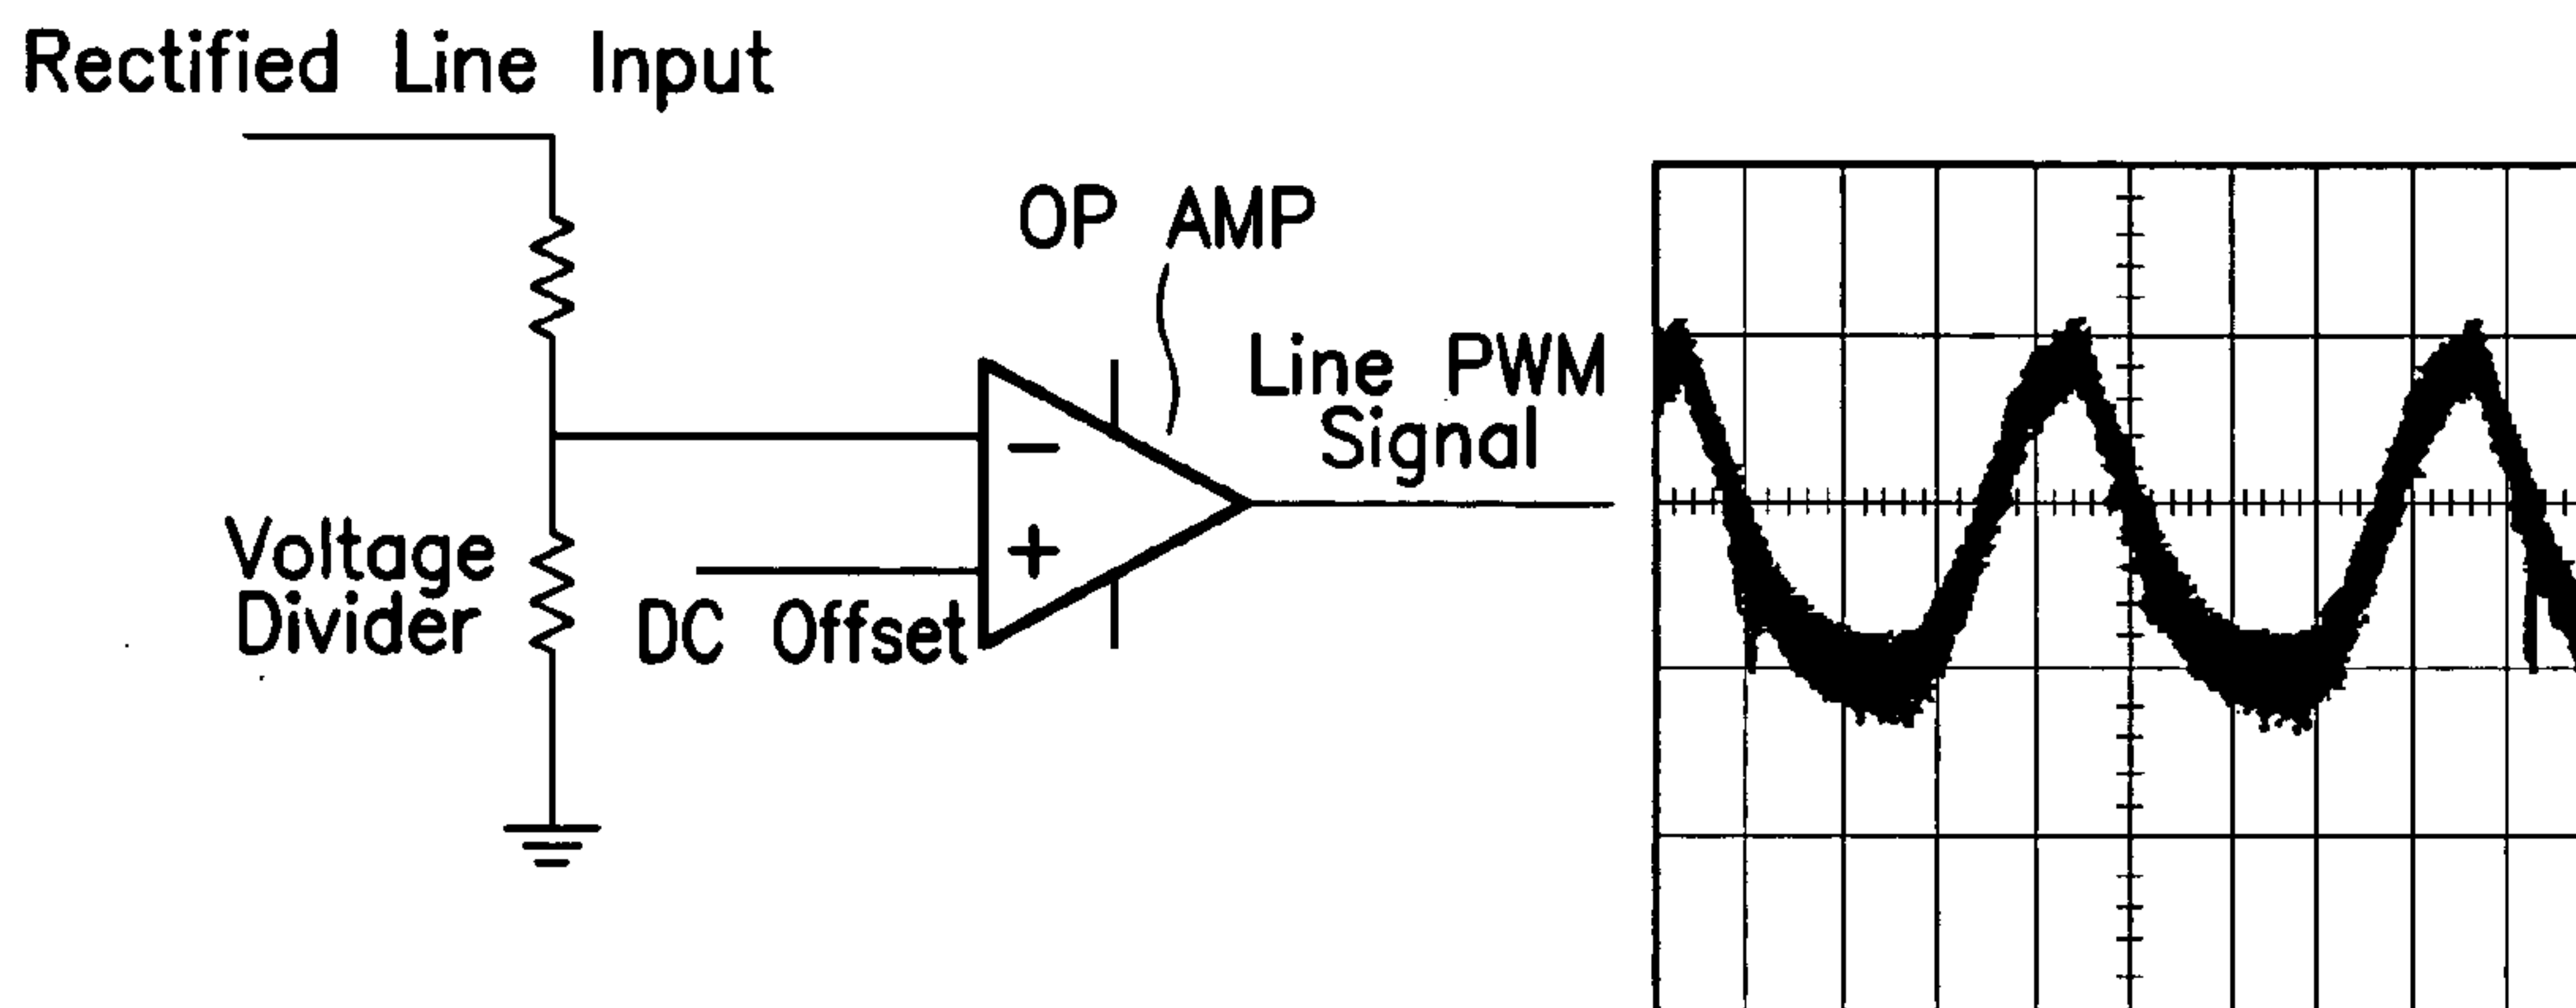 Rectified Line Input
OP AMP
Line PWM
Signal
−
+
Voltage
Divider
DC Offset